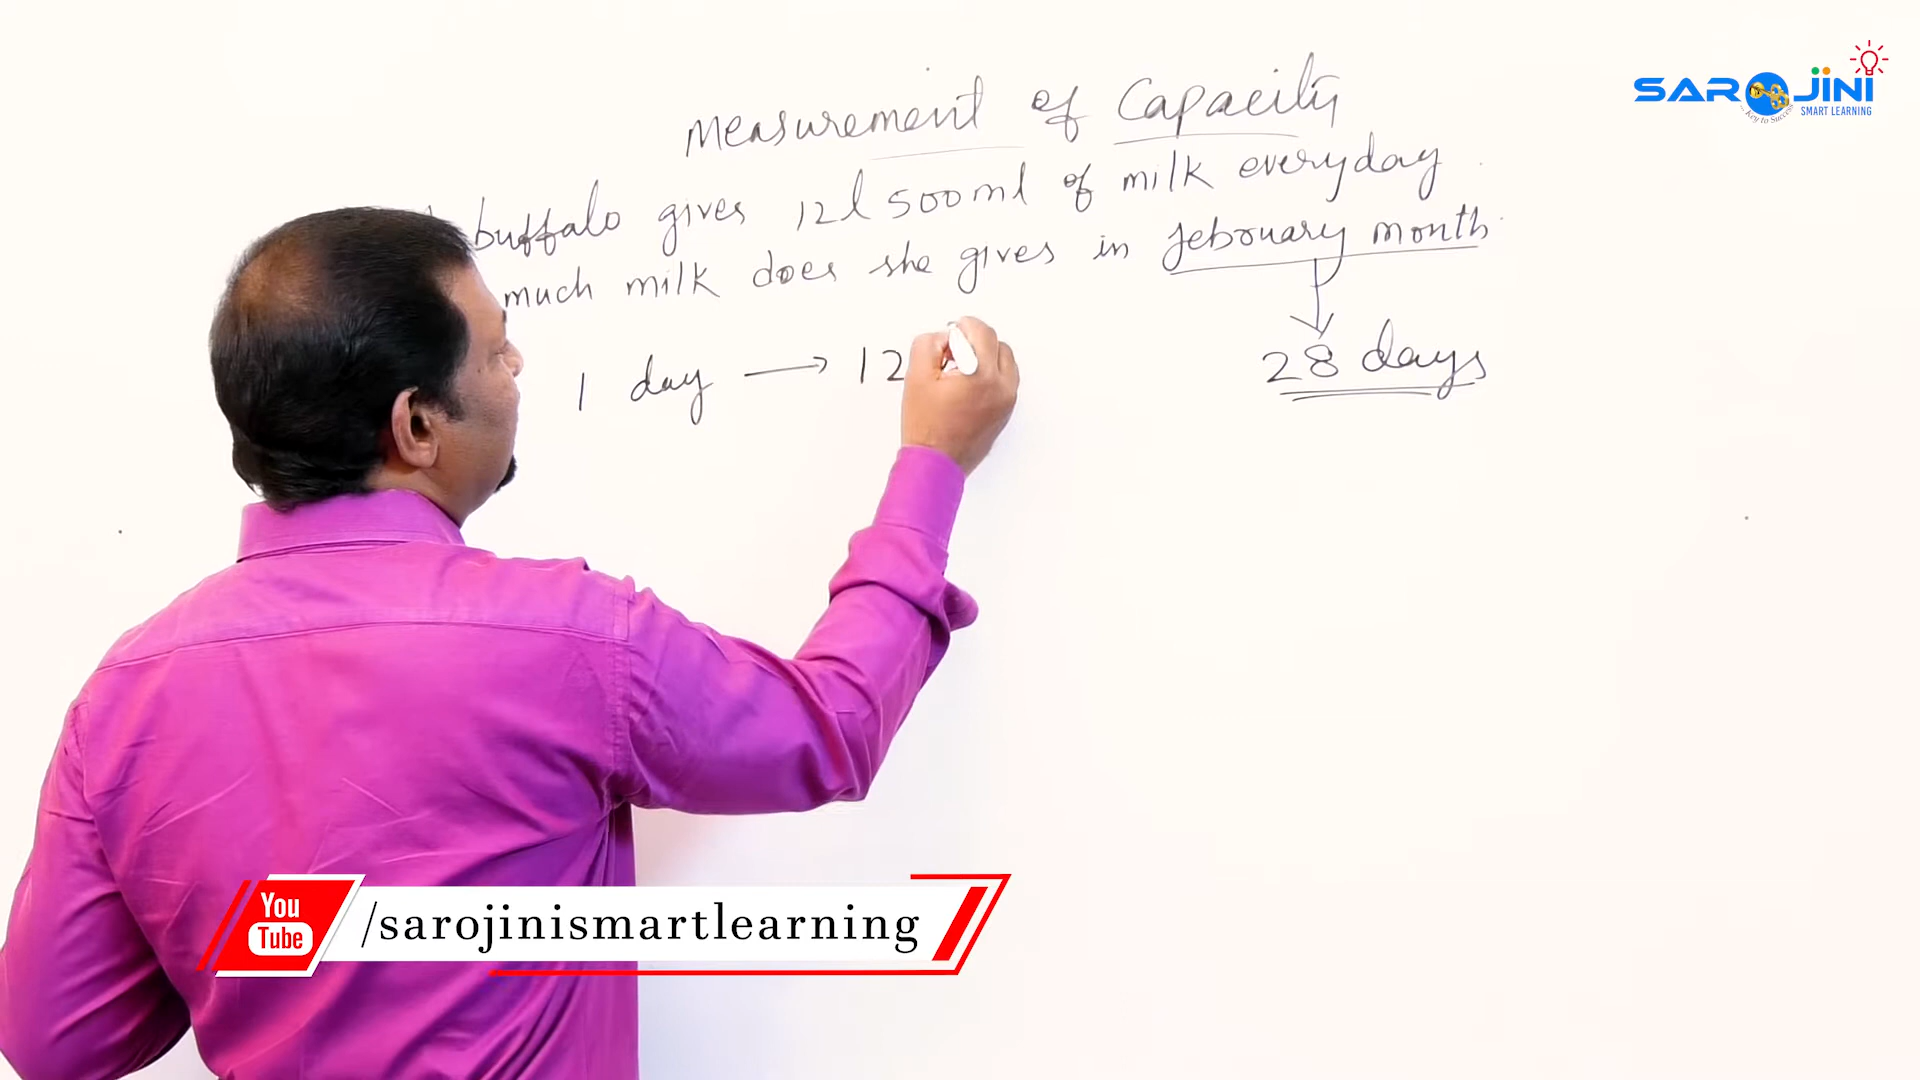 Measurement of Capacity
buffalo gives 12l 500ml of milk everyday.
much milk does she gives in february month.
1 day → 12
28 days
SAROJINI
SMART LEARNING
Key to Success
You
Tube
/sarojinismartlearning